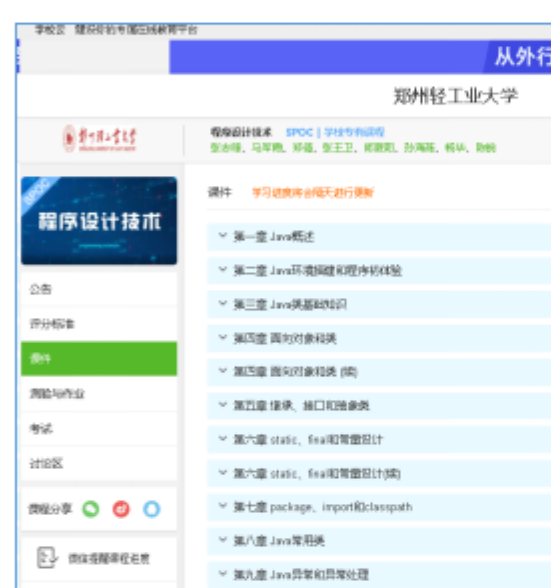 学校云 建设你的专属在线教育平台
从外行
郑州轻工业大学
程序设计技术 SPOC | 学校专有课程
课件 学习进度将会隔天进行更新
SPOC
程序设计技术
第一章 Java概述
第二章 Java环境搭建和程序初体验
第三章 Java类基础知识
第四章 面向对象和类
第四章 面向对象和类 (续)
第五章 继承、接口和抽象类
第六章 static、final和常量设计
第六章 static、final和常量设计(续)
第七章 package、import和classpath
第八章 Java常用类
第九章 Java异常和异常处理
公告
评分标准
课件
测验与作业
考试
讨论区
课程分享
微信提醒课程进度